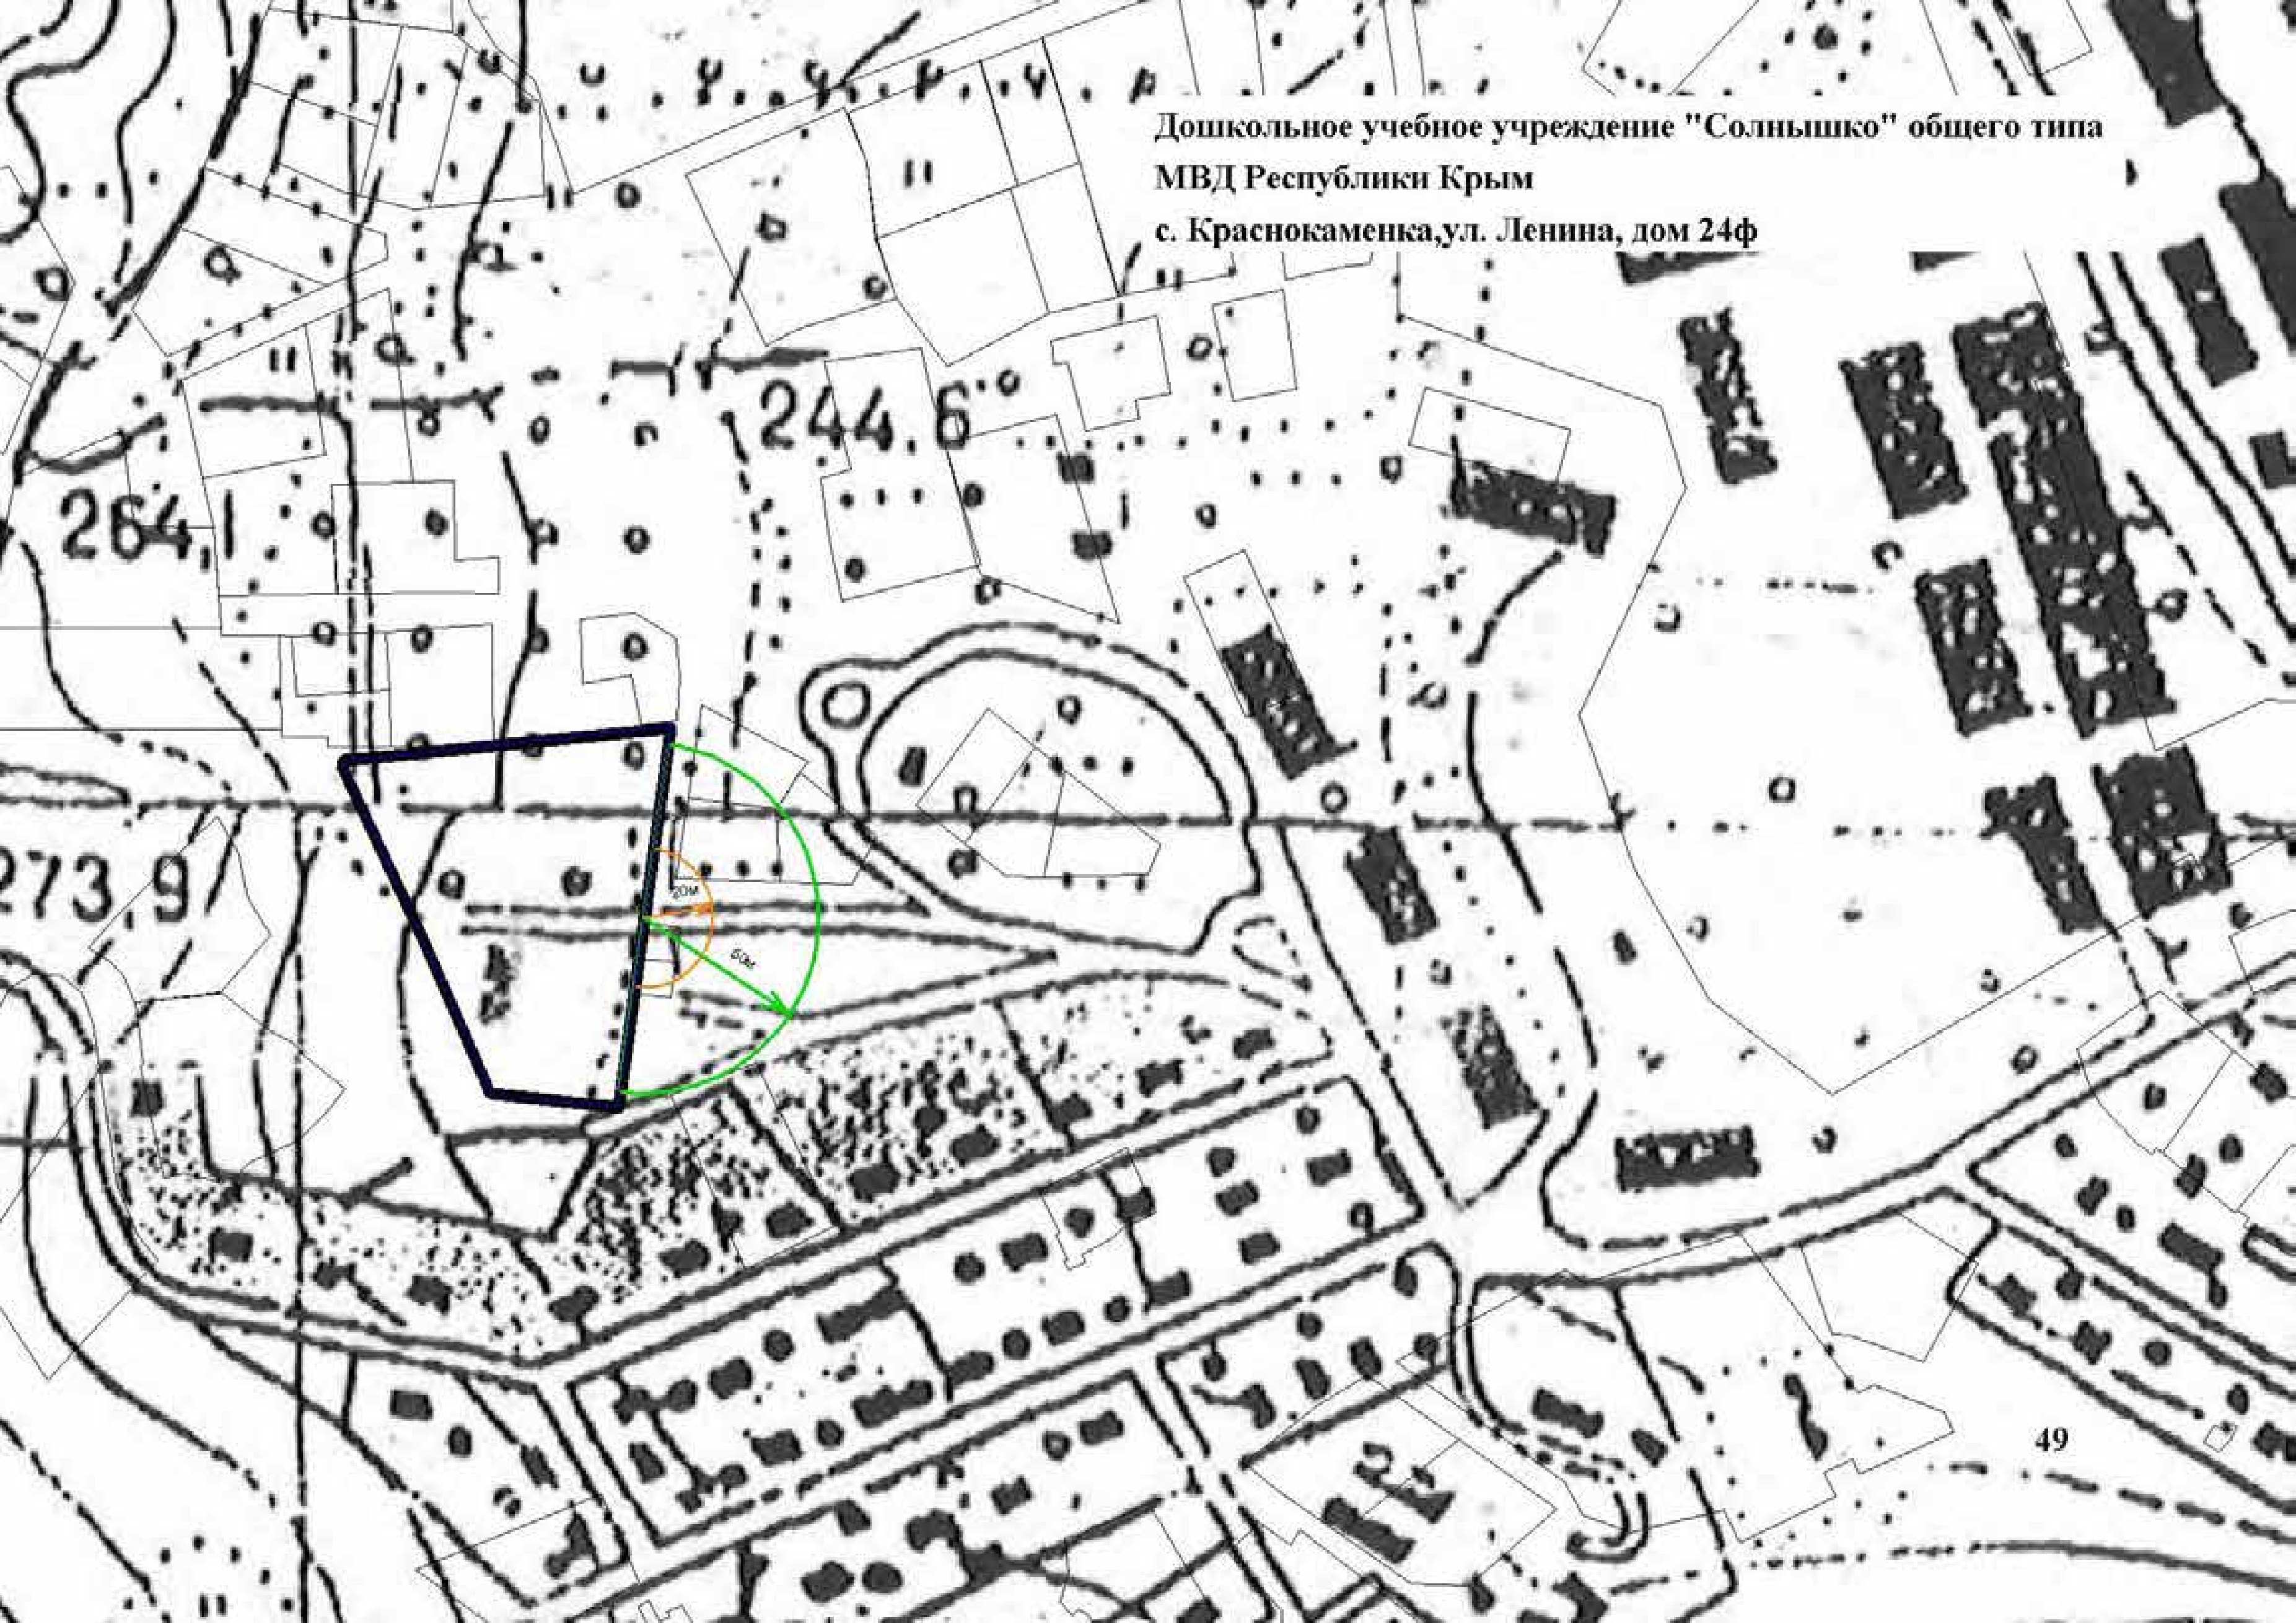 Дошкольное учебное учреждение "Солнышко" общего типа
МВД Республики Крым
с. Краснокаменка,ул. Ленина, дом 24ф
244.6
264,1
273,9
20м
50м
49